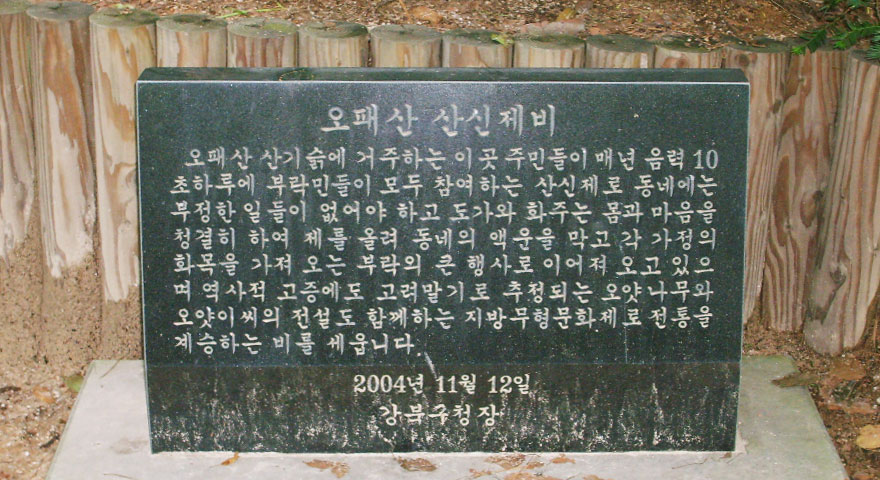 오패산 산신제비
오패산 산기슭에 거주하는 이곳 주민들이 매년 음력 10
초하루에 부락민들이 모두 참여하는 산신제로 동네에는
부정한 일들이 없어야 하고 도가와 화주는 몸과 마음을
청결히 하여 제를 올려 동네의 액운을 막고 각 가정의
화목을 가져 오는 부락의 큰 행사로 이어져 오고 있으
며 역사적 고증에도 고려말기로 추정되는 오얏나무와
오얏이씨의 전설도 함께하는 지방무형문화제로 전통을
계승하는 비를 세웁니다.
2004년 11월 12일
강북구청장